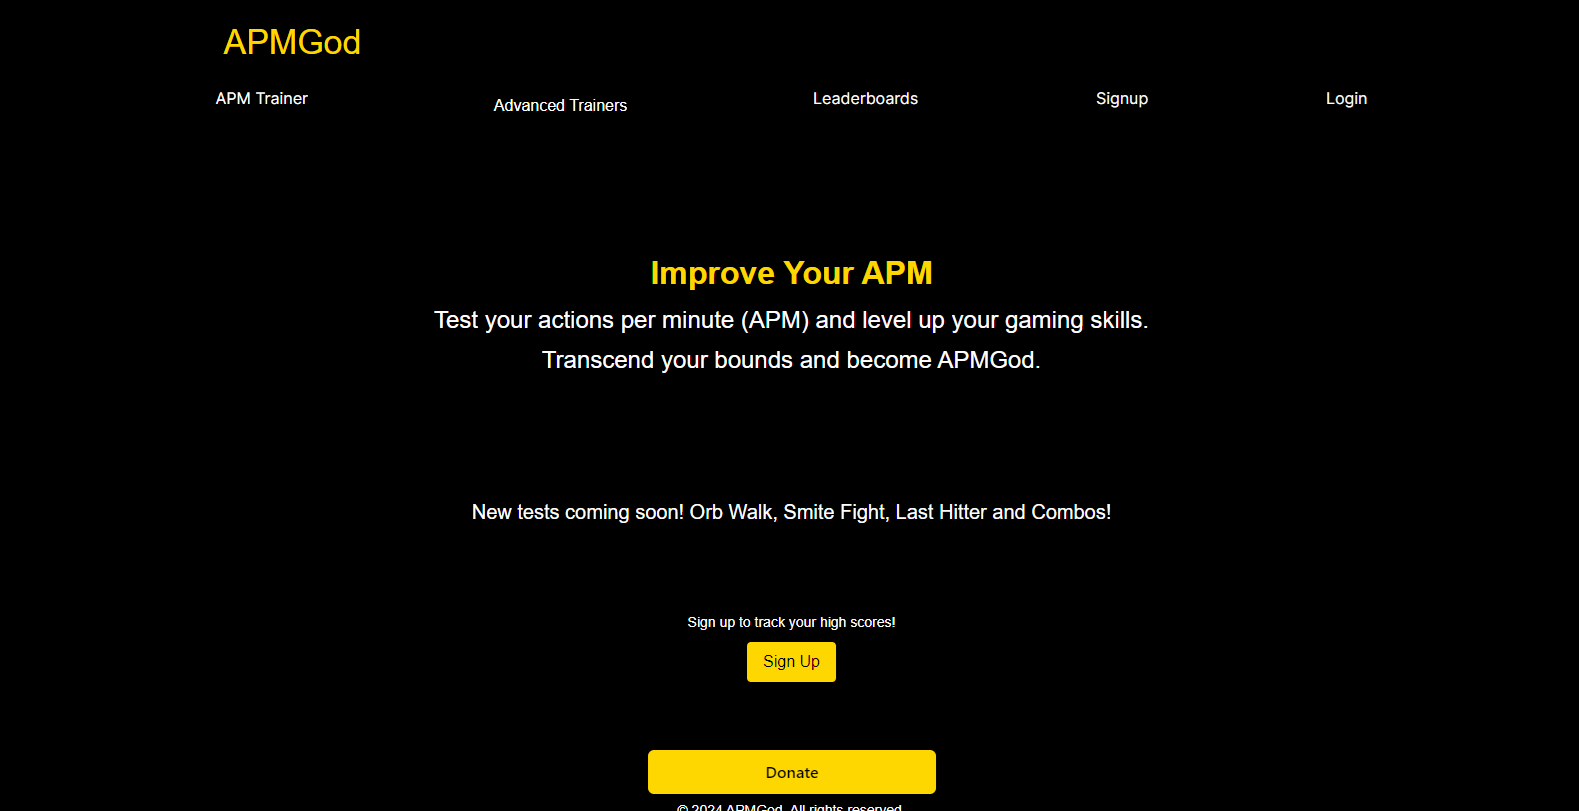 APMGod
APM Trainer
Advanced Trainers
Leaderboards
Signup
Login
Improve Your APM
Test your actions per minute (APM) and level up your gaming skills.
Transcend your bounds and become APMGod.
New tests coming soon! Orb Walk, Smite Fight, Last Hitter and Combos!
Sign up to track your high scores!
Sign Up
Donate
© 2024 APMGod. All rights reserved.